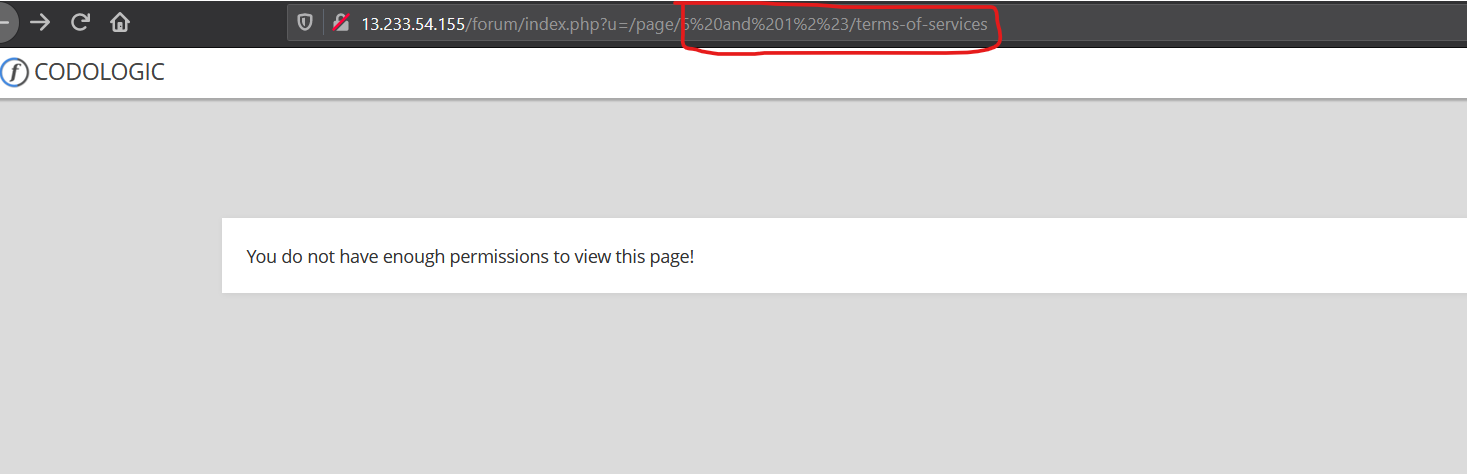 13.233.54.155/forum/index.php?u=/page/6%20and%201%2%23/terms-of-services
CODOLOGIC
You do not have enough permissions to view this page!